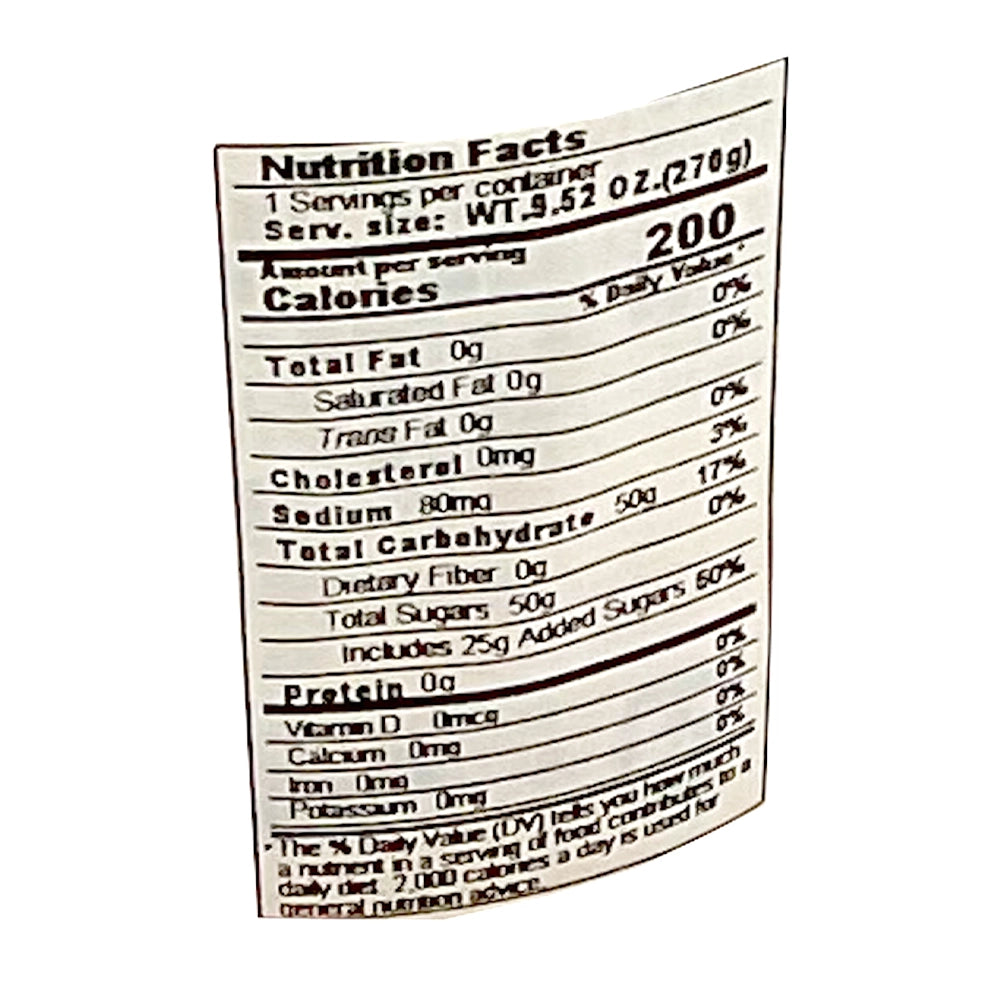 Nutrition Facts
1 Servings per container
Serv. size: WT.9.52 OZ.(270g)
Amount per serving
Calories 200
% Daily Value*
Total Fat 0g 0%
Saturated Fat 0g 0%
Trans Fat 0g
Cholesterol 0mg 0%
Sodium 80mg 3%
Total Carbohydrate 50g 17%
Dietary Fiber 0g 0%
Total Sugars 50g
Includes 25g Added Sugars 50%
Protein 0g
Vitamin D 0mcg 0%
Calcium 0mg 0%
Iron 0mg 0%
Potassium 0mg 0%
*The % Daily Value (DV) tells you how much
a nutrient in a serving of food contributes to a
daily diet. 2,000 calories a day is used for
general nutrition advice.